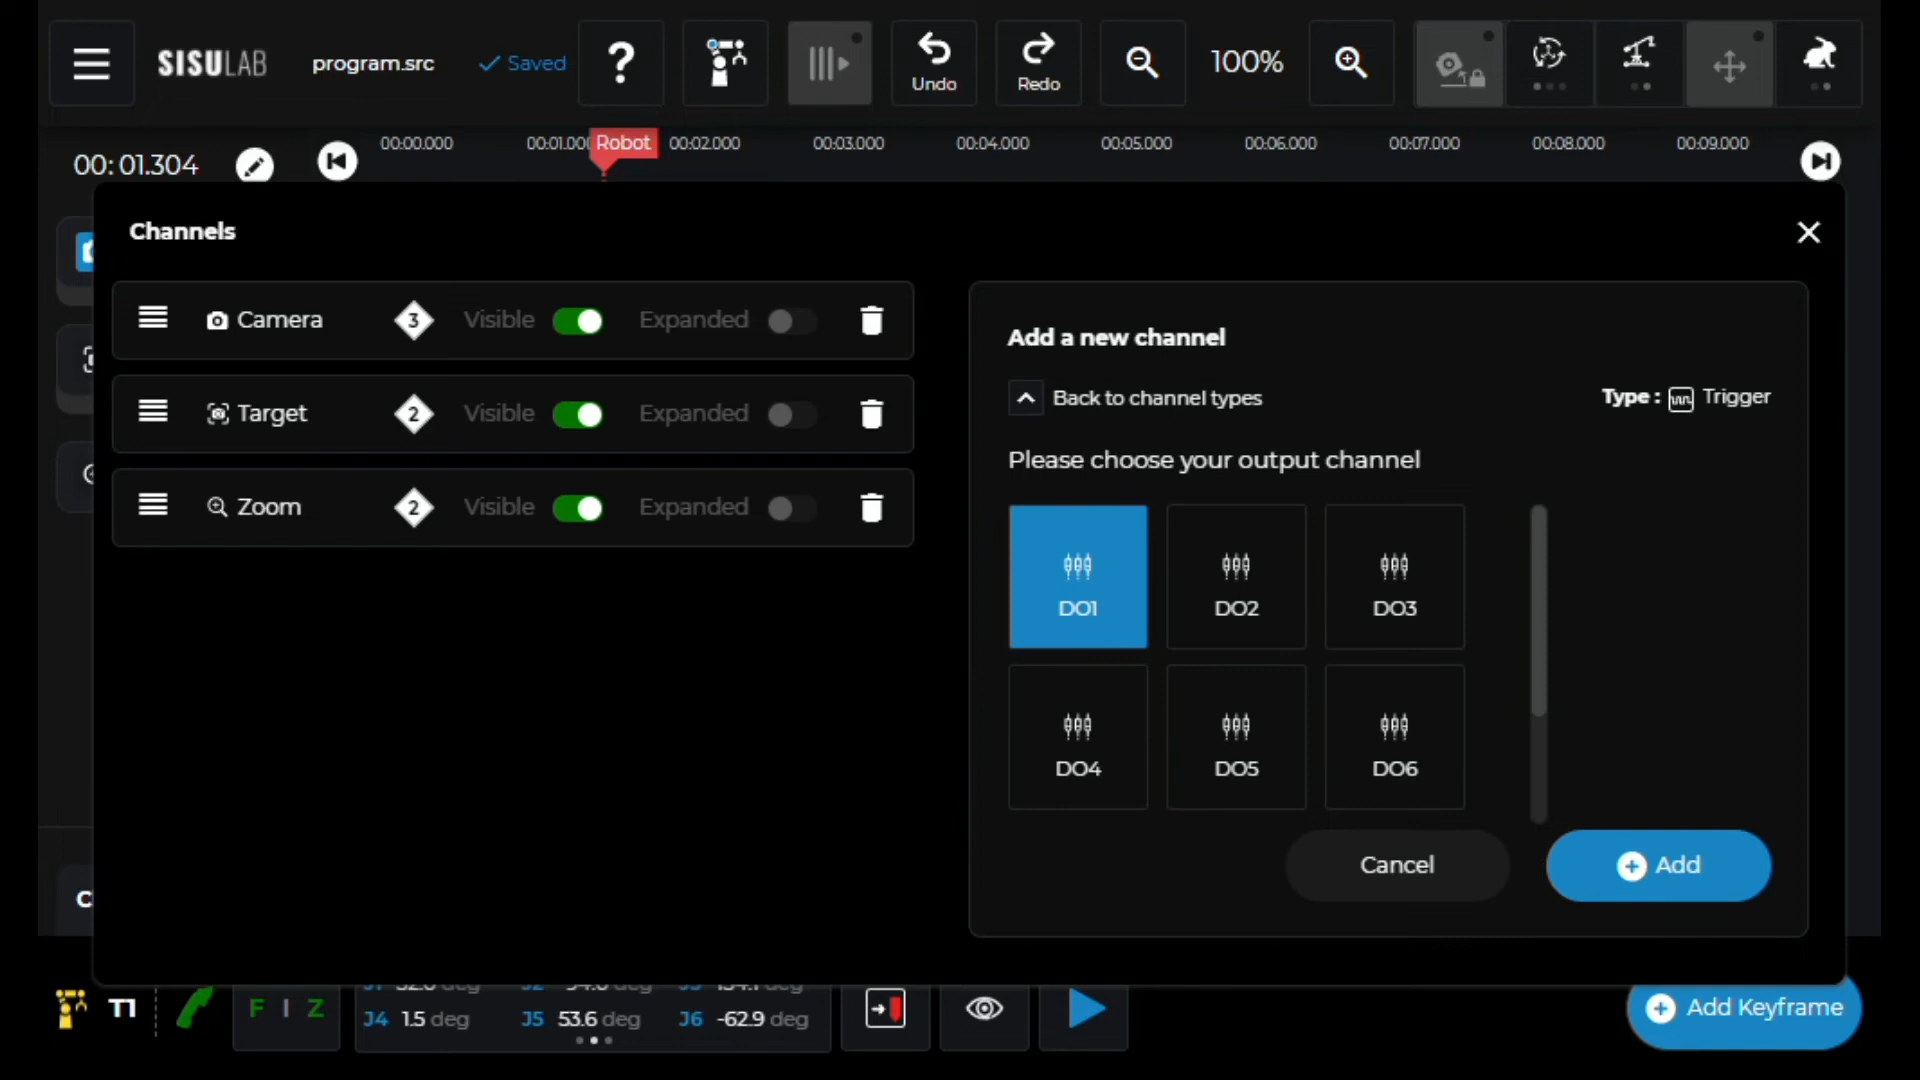 SISULAB
program.src
Saved
?
Undo
Redo
100%
00:01.304
00:00.000
00:01.000
Robot
00:02.000
00:03.000
00:04.000
00:05.000
00:06.000
00:07.000
00:08.000
00:09.000
Channels
Camera 3 Visible Expanded
Target 2 Visible Expanded
Zoom 2 Visible Expanded
Add a new channel
Back to channel types
Type : Trigger
Please choose your output channel
DO1
DO2
DO3
DO4
DO5
DO6
Cancel
Add
T1
F I Z
J4 1.5 deg
J5 53.6 deg
J6 -62.9 deg
Add Keyframe